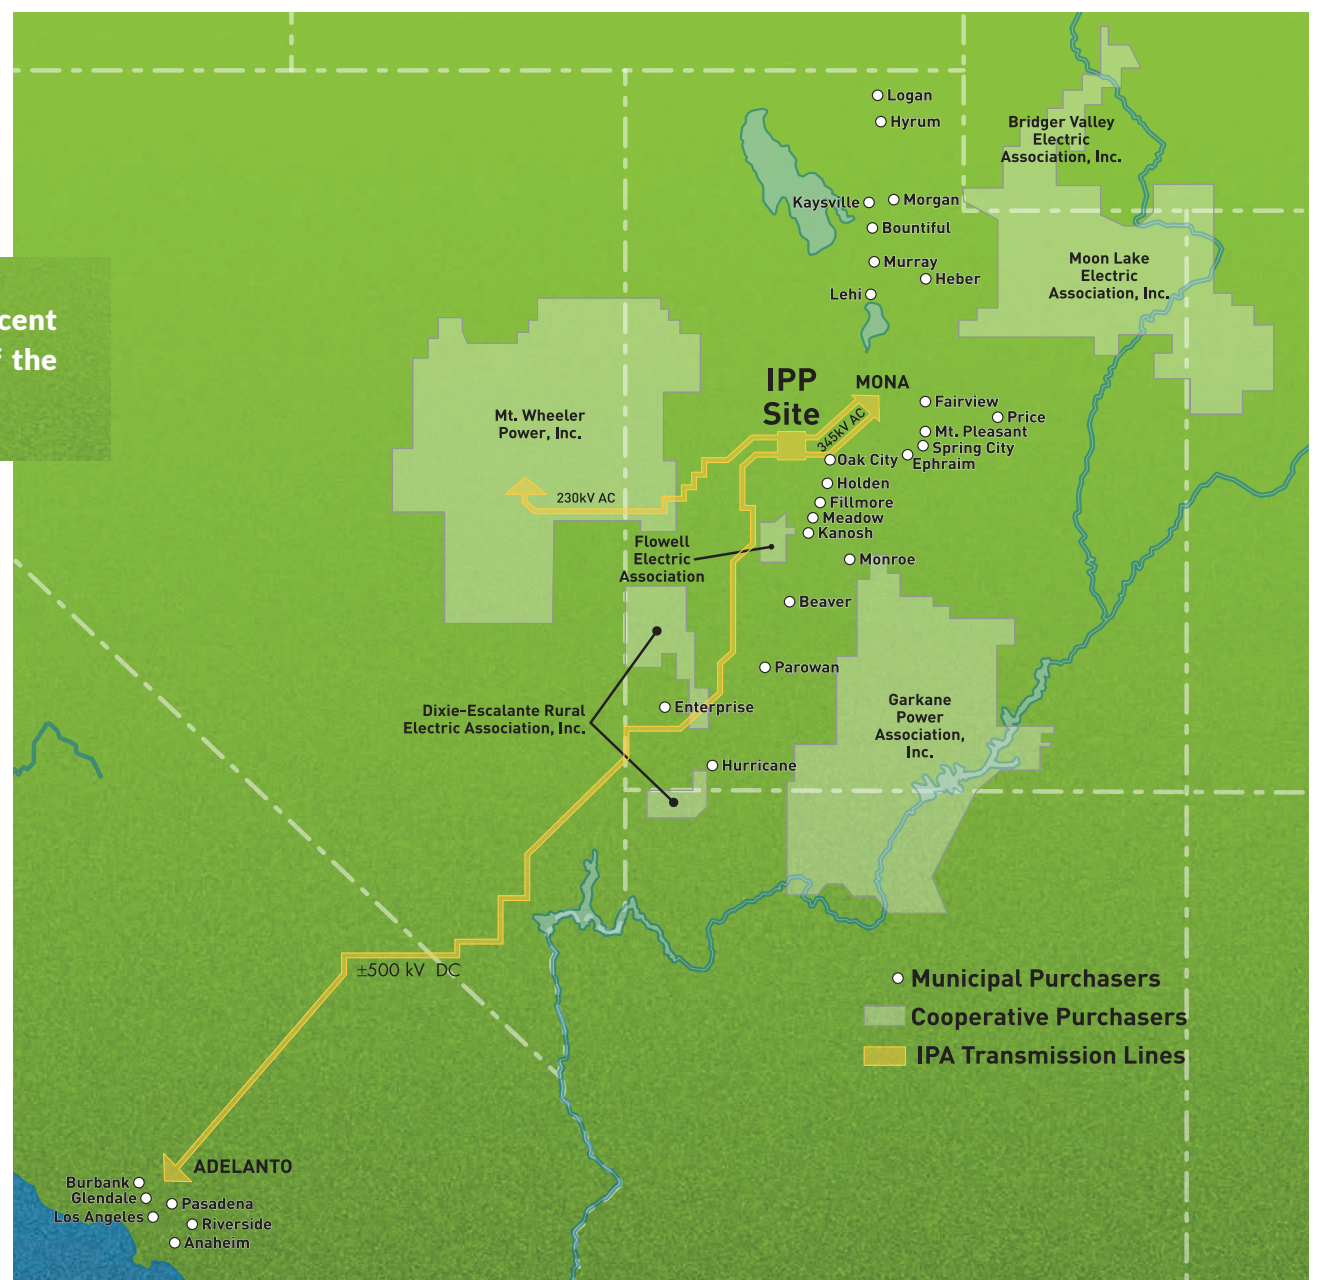 Logan
Hyrum
Bridger Valley
Electric
Association, Inc.
Kaysville
Morgan
Bountiful
Murray
Heber
Lehi
Moon Lake
Electric
Association, Inc.
cent
the
IPP
Site
MONA
345kV AC
Fairview
Price
Mt. Pleasant
Spring City
Ephraim
Mt. Wheeler
Power, Inc.
230kV AC
Oak City
Holden
Fillmore
Meadow
Kanosh
Flowell
Electric
Association
Monroe
Beaver
Parowan
Enterprise
Dixie-Escalante Rural
Electric Association, Inc.
Garkane
Power
Association,
Inc.
Hurricane
±500 kV DC
Municipal Purchasers
Cooperative Purchasers
IPA Transmission Lines
ADELANTO
Burbank
Glendale
Pasadena
Los Angeles
Riverside
Anaheim